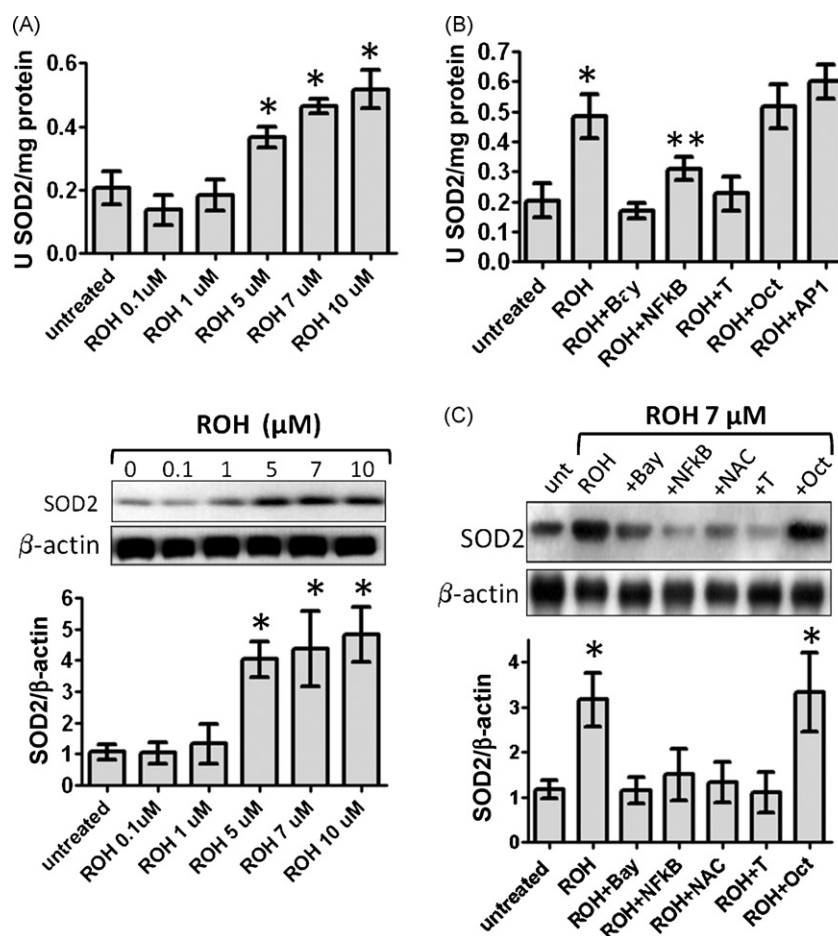 (A)
U SOD2/mg protein
0.6
0.4
0.2
0.0
* * *
untreated
ROH 0.1uM
ROH 1 uM
ROH 5 uM
ROH 7 uM
ROH 10 uM
(B)
U SOD2/mg protein
0.7
0.6
0.5
0.4
0.3
0.2
0.1
0.0
* **
untreated
ROH
ROH+Bεy
ROH+NFkB
ROH+T
ROH+Oct
ROH+AP1
ROH (μM)
0 0.1 1 5 7 10
SOD2
β-actin
SOD2/β-actin
6
5
4
3
2
1
0
* * *
untreated
ROH 0.1uM
ROH 1 uM
ROH 5 uM
ROH 7 uM
ROH 10 uM
(C)
ROH 7 μM
unt ROH +Bay +NFkB +NAC +T +Oct
SOD2
β-actin
SOD2/β-actin
4
3
2
1
0
* *
untreated
ROH
ROH+Bay
ROH+NFkB
ROH+NAC
ROH+T
ROH+Oct